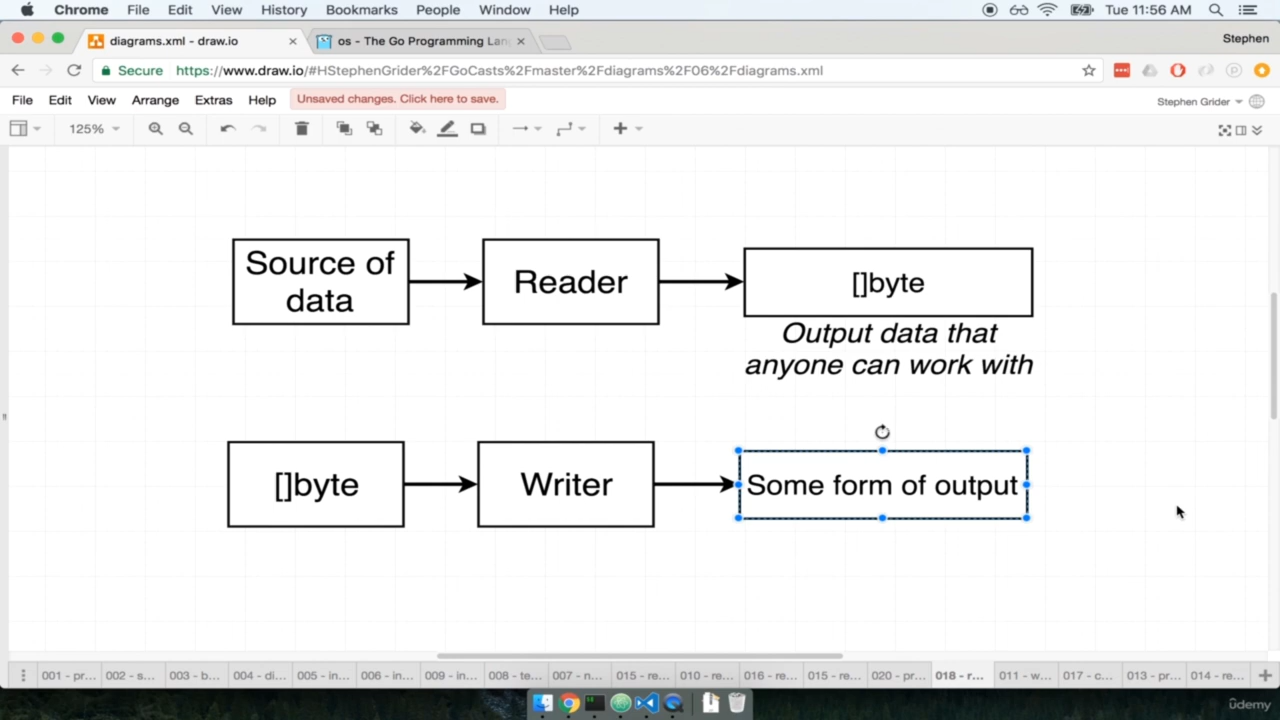 Chrome File Edit View History Bookmarks People Window Help Tue 11:56 AM
diagrams.xml - draw.io os - The Go Programming Lan Stephen
Secure https://www.draw.io/#HStephenGrider%2FGoCasts%2Fmaster%2Fdiagrams%2F06%2Fdiagrams.xml
File Edit View Arrange Extras Help Unsaved changes. Click here to save. Stephen Grider
125%
Source of
data
Reader
[]byte
Output data that
anyone can work with
[]byte
Writer
Some form of output
001 - pr... 002 - s... 003 - b... 004 - di... 005 - in... 006 - in... 009 - in... 008 - te... 007 - n... 015 - re... 010 - re... 016 - re... 015 - re... 020 - pr... 018 - r... 011 - w... 017 - c... 013 - pr... 014 - re...
ûdemy